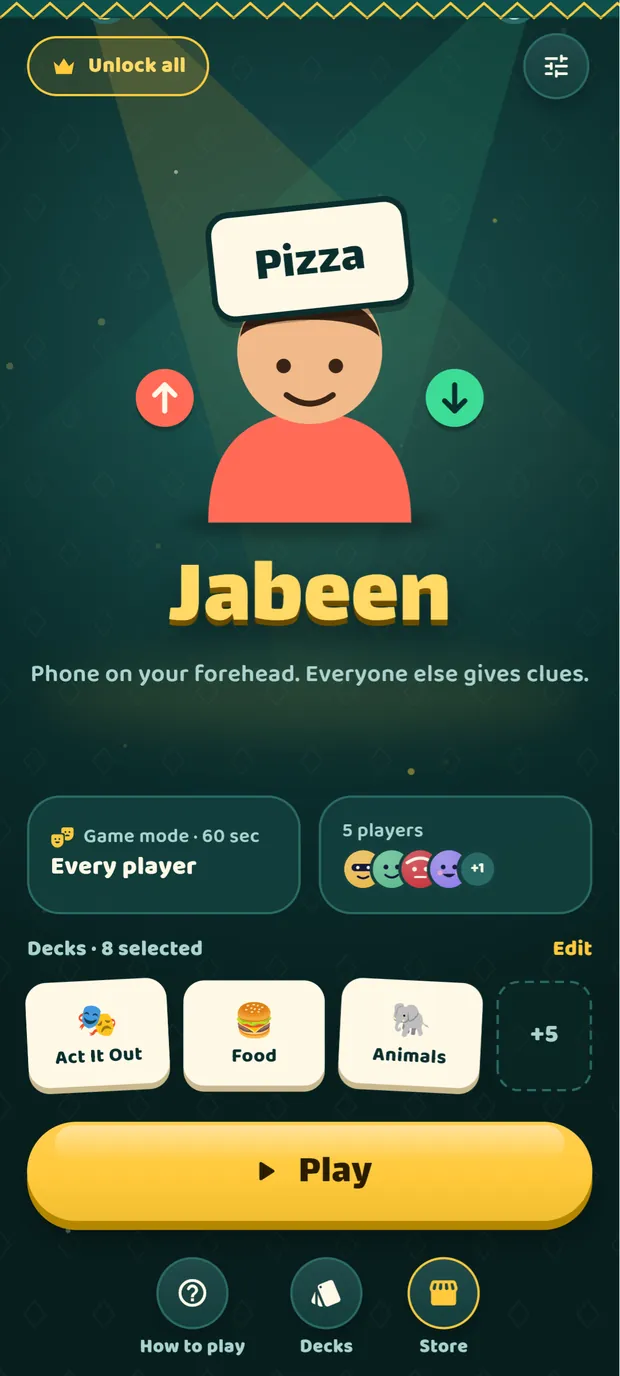 Unlock all
Pizza
Jabeen
Phone on your forehead. Everyone else gives clues.
Game mode · 60 sec
Every player
5 players
+1
Decks · 8 selected
Edit
Act It Out
Food
Animals
+5
Play
How to play
Decks
Store